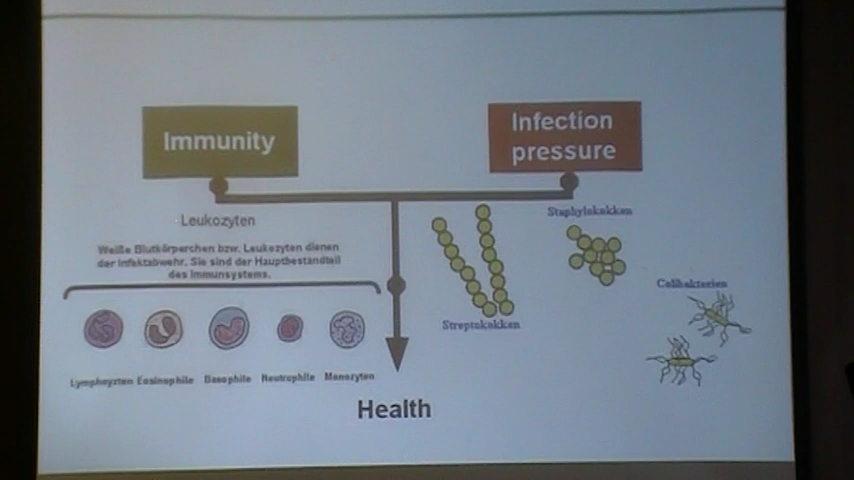 Immunity
Infection
pressure
Leukozyten
Weiße Blutkörperchen bzw. Leukozyten dienen
der Infektabwehr. Sie sind der Hauptbestandteil
des Immunsystems.
Staphylokokken
Streptokokken
Colibakterien
Lymphoyzten Eosinophile Basophile Neutrophile Monozyten
Health